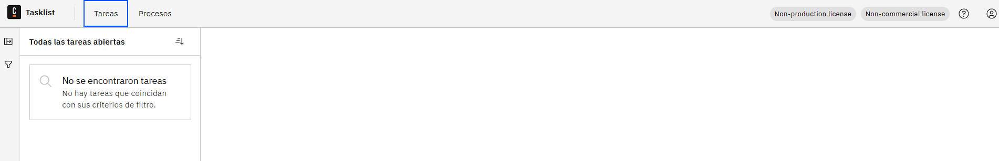 C Tasklist Tareas Procesos Non-production license Non-commercial license
Todas las tareas abiertas
No se encontraron tareas
No hay tareas que coincidan
con sus criterios de filtro.